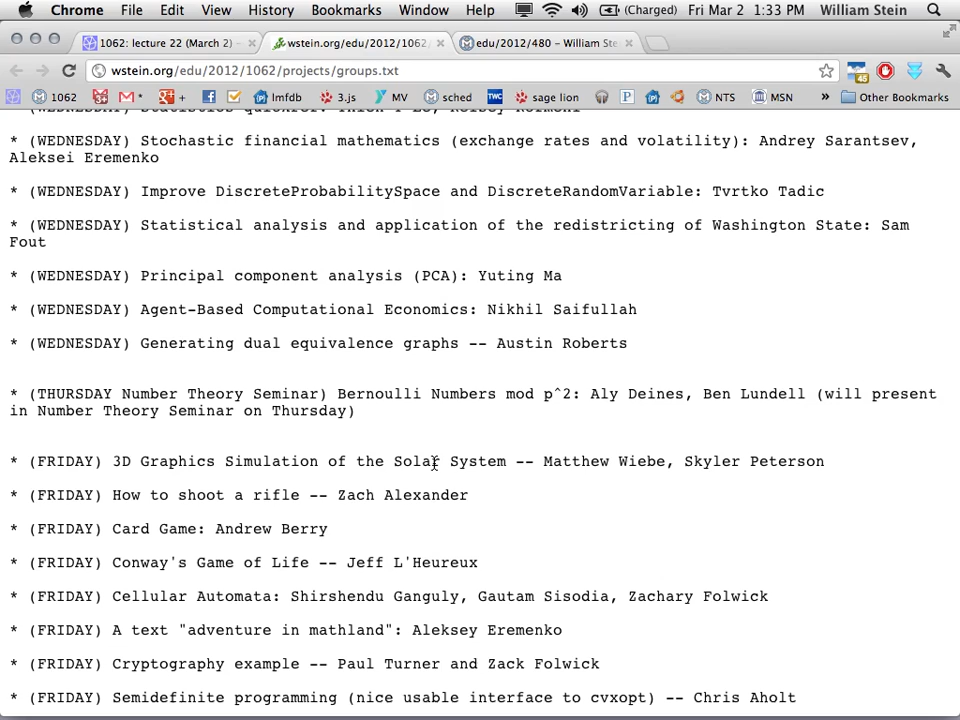 Chrome File Edit View History Bookmarks Window Help (Charged) Fri Mar 2 1:33 PM William Stein
1062: lecture 22 (March 2) – wstein.org/edu/2012/1062/ edu/2012/480 – William Ste
wstein.org/edu/2012/1062/projects/groups.txt 45
1062 M g+ f lmfdb 3.js MV sched TWC sage lion P NTS MSN » Other Bookmarks
* (WEDNESDAY) Stochastic financial mathematics (exchange rates and volatility): Andrey Sarantsev,
Aleksei Eremenko
* (WEDNESDAY) Improve DiscreteProbabilitySpace and DiscreteRandomVariable: Tvrtko Tadic
* (WEDNESDAY) Statistical analysis and application of the redistricting of Washington State: Sam
Fout
* (WEDNESDAY) Principal component analysis (PCA): Yuting Ma
* (WEDNESDAY) Agent-Based Computational Economics: Nikhil Saifullah
* (WEDNESDAY) Generating dual equivalence graphs -- Austin Roberts
* (THURSDAY Number Theory Seminar) Bernoulli Numbers mod p^2: Aly Deines, Ben Lundell (will present
in Number Theory Seminar on Thursday)
* (FRIDAY) 3D Graphics Simulation of the Solar System -- Matthew Wiebe, Skyler Peterson
* (FRIDAY) How to shoot a rifle -- Zach Alexander
* (FRIDAY) Card Game: Andrew Berry
* (FRIDAY) Conway's Game of Life -- Jeff L'Heureux
* (FRIDAY) Cellular Automata: Shirshendu Ganguly, Gautam Sisodia, Zachary Folwick
* (FRIDAY) A text "adventure in mathland": Aleksey Eremenko
* (FRIDAY) Cryptography example -- Paul Turner and Zack Folwick
* (FRIDAY) Semidefinite programming (nice usable interface to cvxopt) -- Chris Aholt